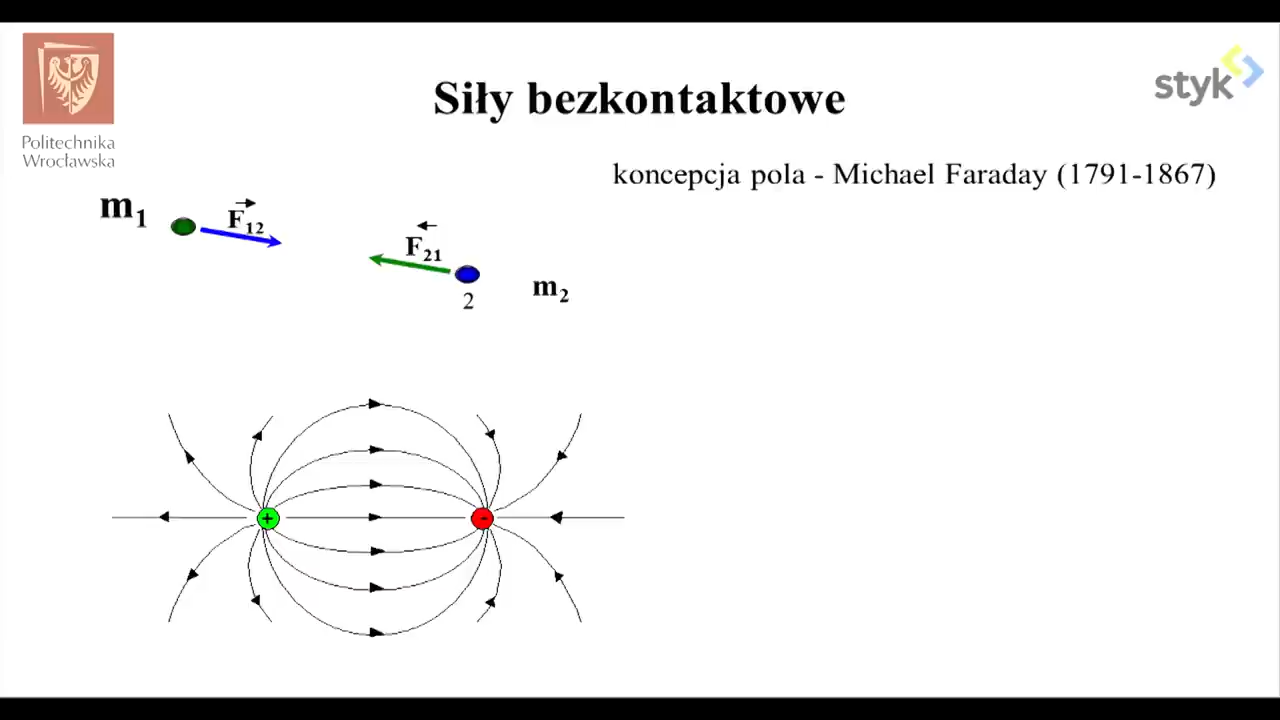 Politechnika
Wrocławska
styk
Siły bezkontaktowe
koncepcja pola - Michael Faraday (1791-1867)
m₁
F₁₂
F₂₁
2
m₂
+
-